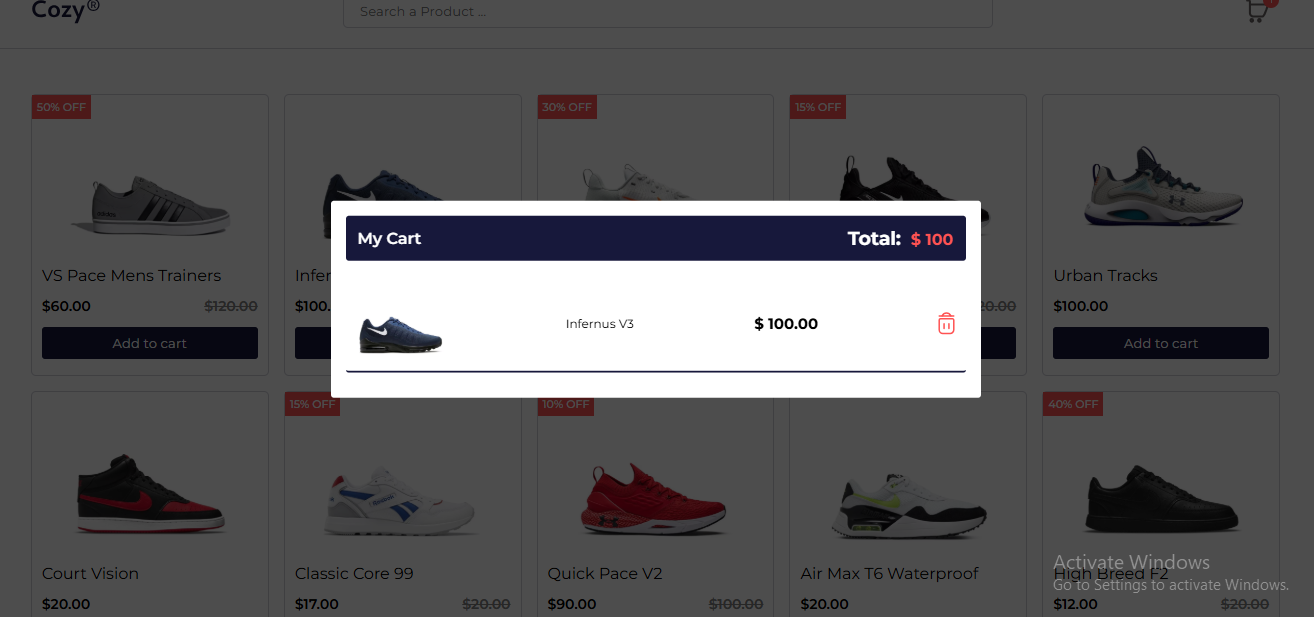 Cozy®
Search a Product ...
50% OFF
30% OFF
15% OFF
My Cart
Total: $ 100
Infernus V3
$ 100.00
VS Pace Mens Trainers
Urban Tracks
$60.00
$120.00
$100.00
Add to cart
Add to cart
15% OFF
10% OFF
40% OFF
Court Vision
Classic Core 99
Quick Pace V2
Air Max T6 Waterproof
High Breed F2
$20.00
$17.00
$20.00
$90.00
$100.00
$20.00
$12.00
$20.00
Activate Windows
Go to Settings to activate Windows.